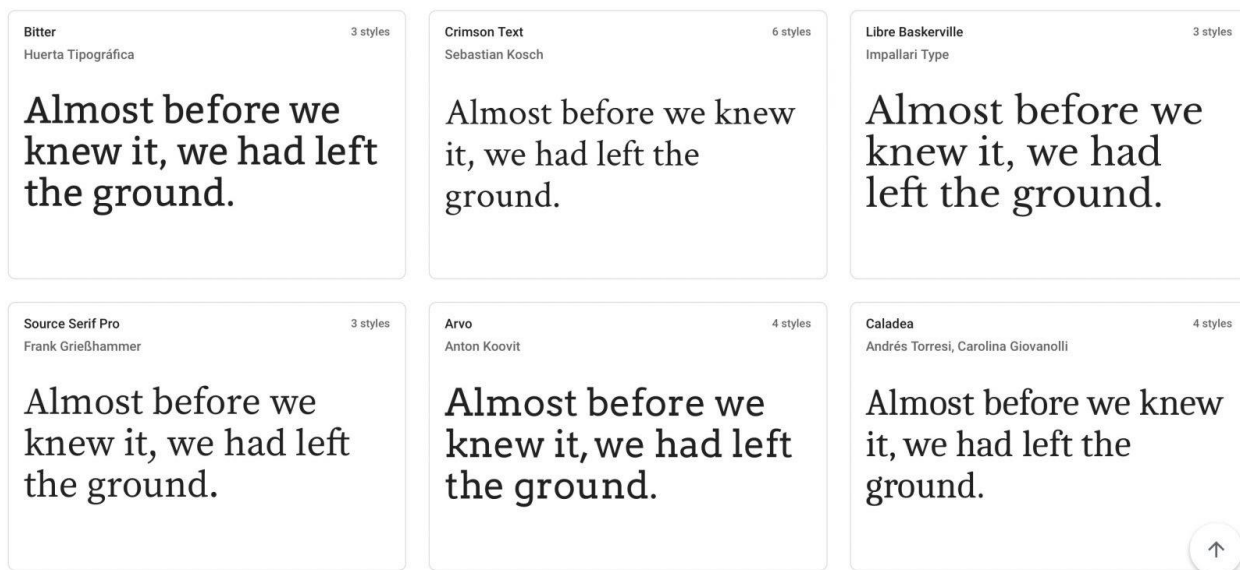 Bitter 3 styles
Huerta Tipográfica
Almost before we
knew it, we had left
the ground.
Crimson Text 6 styles
Sebastian Kosch
Almost before we knew
it, we had left the
ground.
Libre Baskerville 3 styles
Impallari Type
Almost before we
knew it, we had
left the ground.
Source Serif Pro 3 styles
Frank Grießhammer
Almost before we
knew it, we had left
the ground.
Arvo 4 styles
Anton Koovit
Almost before we
knew it, we had left
the ground.
Caladea 4 styles
Andrés Torresi, Carolina Giovanolli
Almost before we knew
it, we had left the
ground.